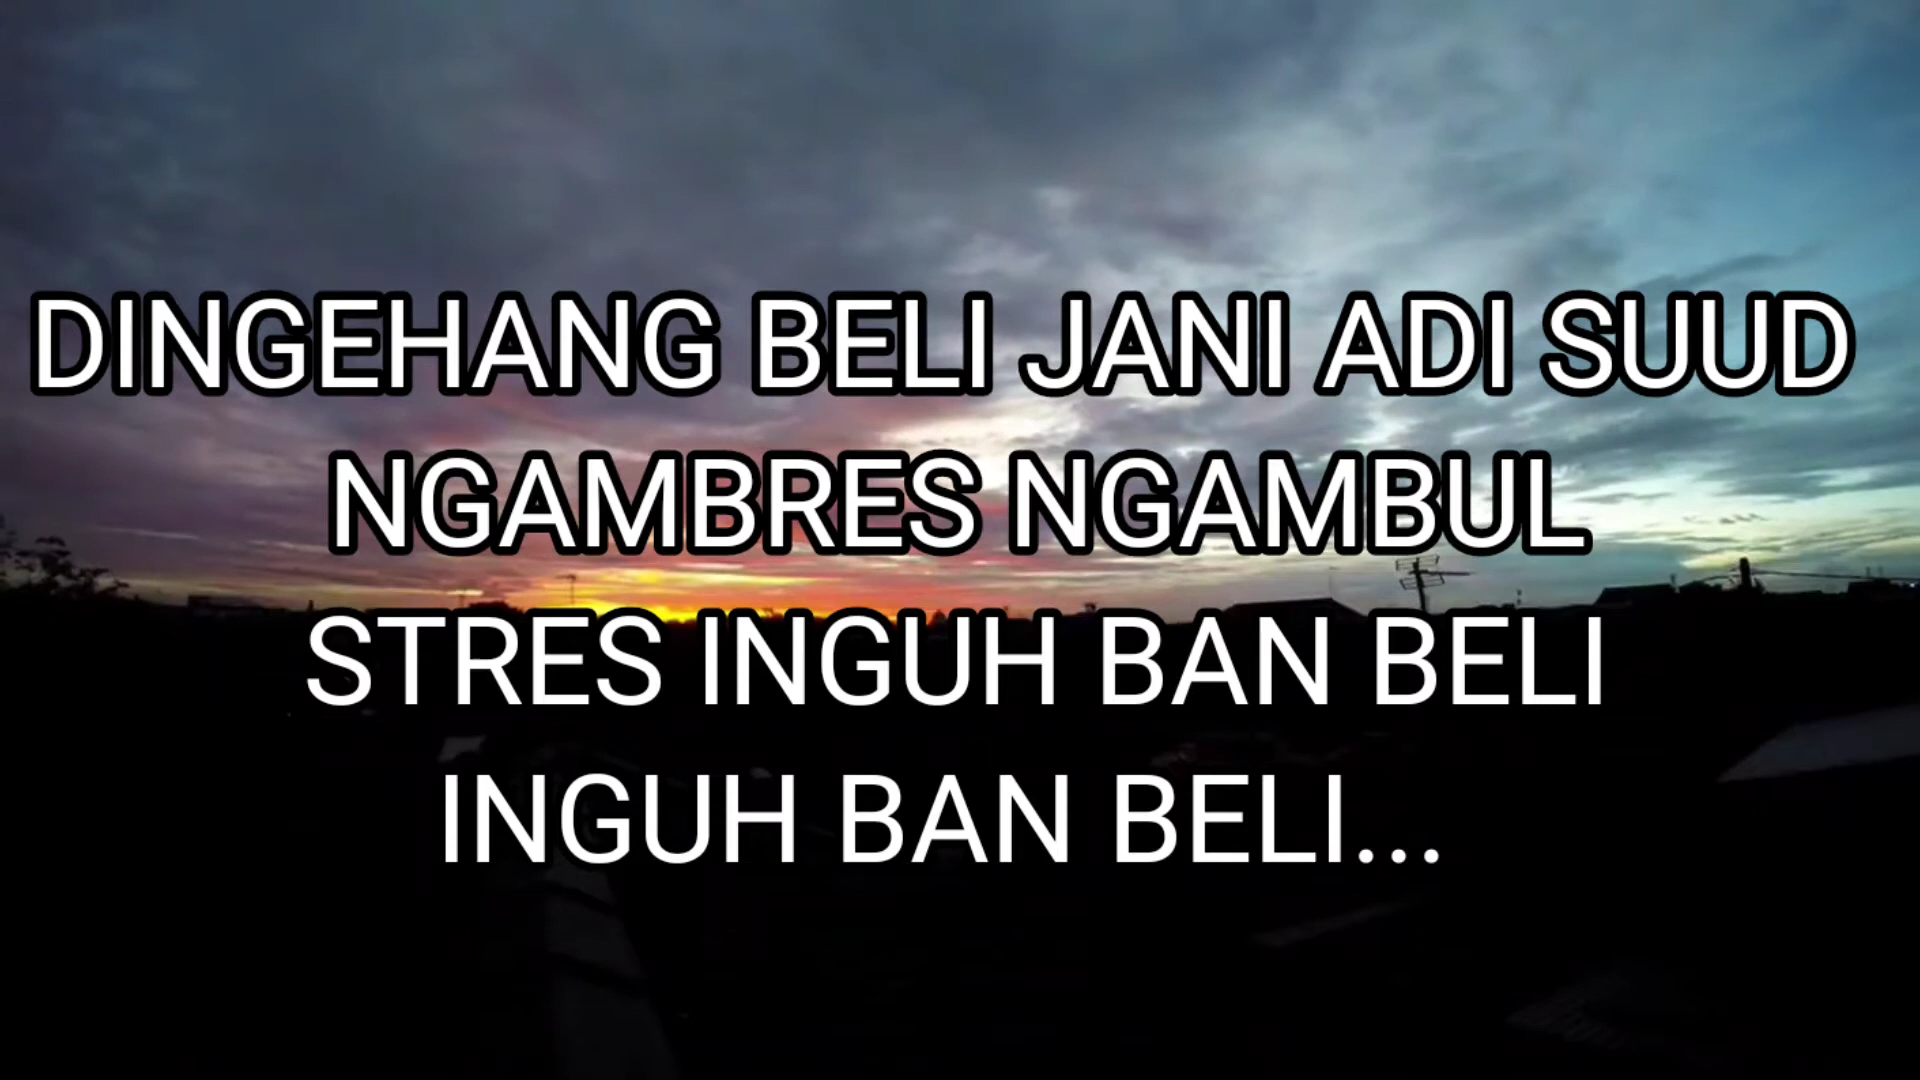 DINGEHANG BELI JANI ADI SUUD
NGAMBRES NGAMBUL
STRES INGUH BAN BELI
INGUH BAN BELI...